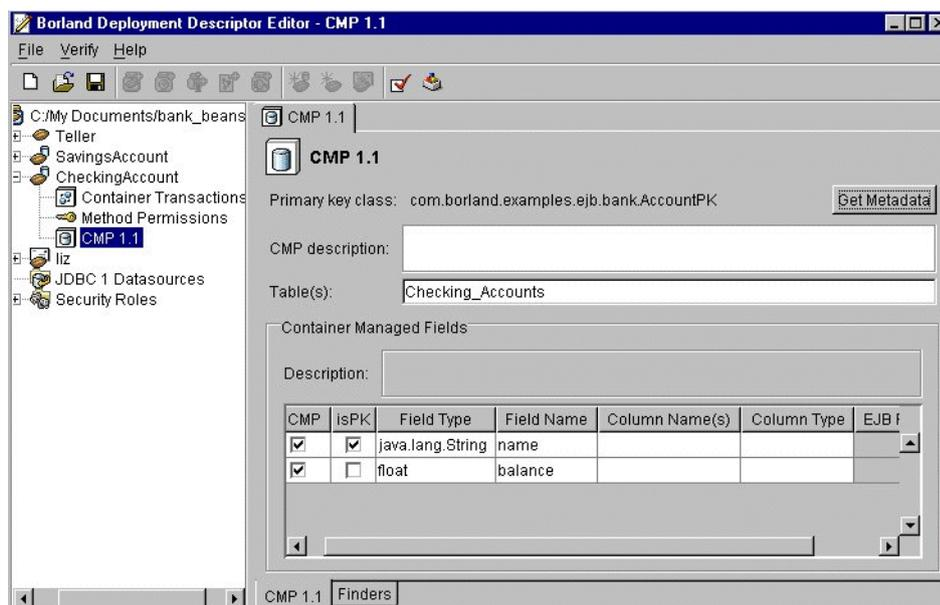 Borland Deployment Descriptor Editor - CMP 1.1
File Verify Help
C:/My Documents/bank_beans
Teller
SavingsAccount
CheckingAccount
Container Transactions
Method Permissions
CMP 1.1
liz
JDBC 1 Datasources
Security Roles
CMP 1.1
CMP 1.1
Primary key class: com.borland.examples.ejb.bank.AccountPK Get Metadata
CMP description:
Table(s): Checking_Accounts
Container Managed Fields
Description:
CMP isPK Field Type Field Name Column Name(s) Column Type EJB
java.lang.String name
float balance
CMP 1.1 Finders